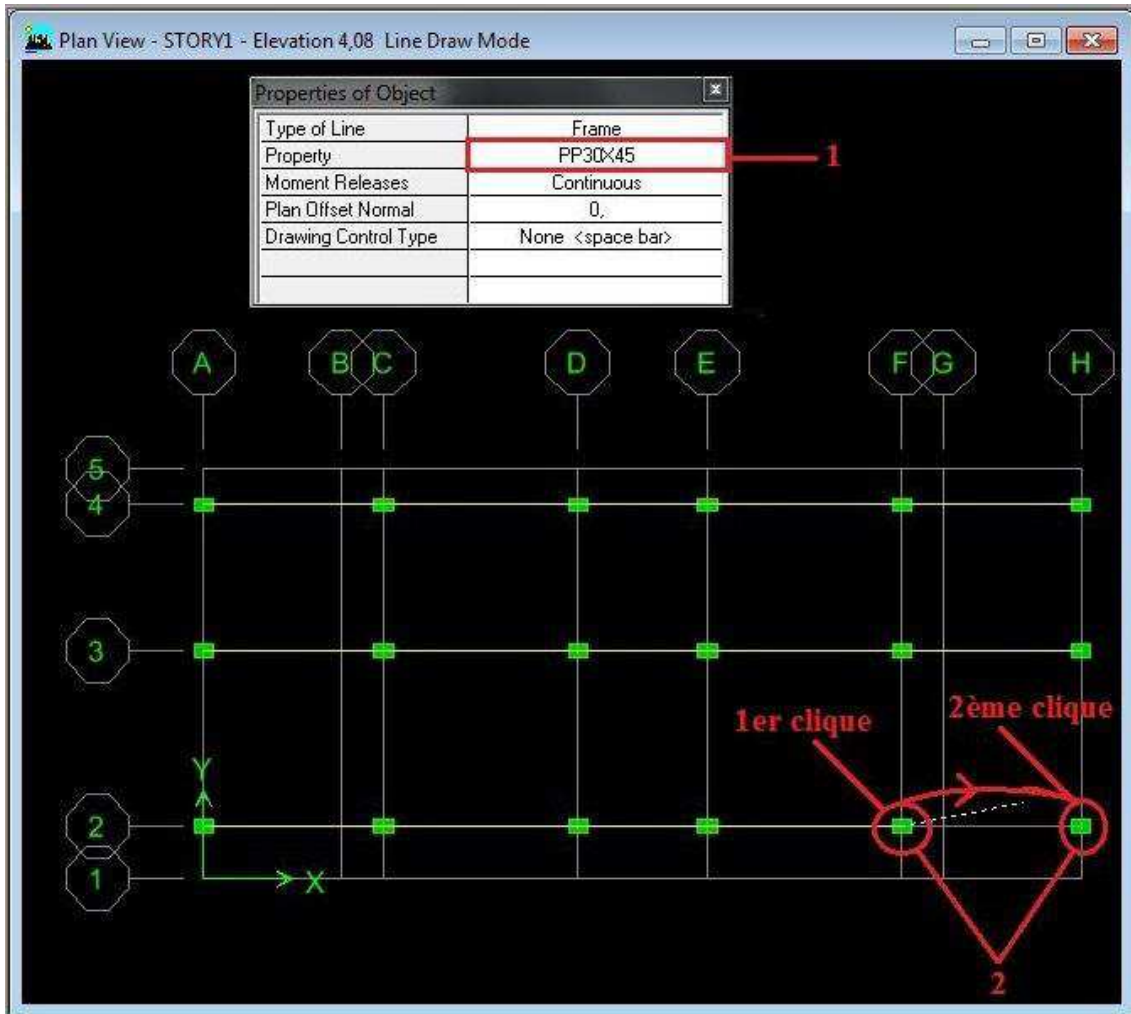 Plan View - STORY1 - Elevation 4,08 Line Draw Mode
Properties of Object
Type of Line Frame
Property PP30X45 1
Moment Releases Continuous
Plan Offset Normal 0,
Drawing Control Type None <space bar>
A B C D E F G H
5
4
3
1er clique 2ème clique
Y
2
1 X
2